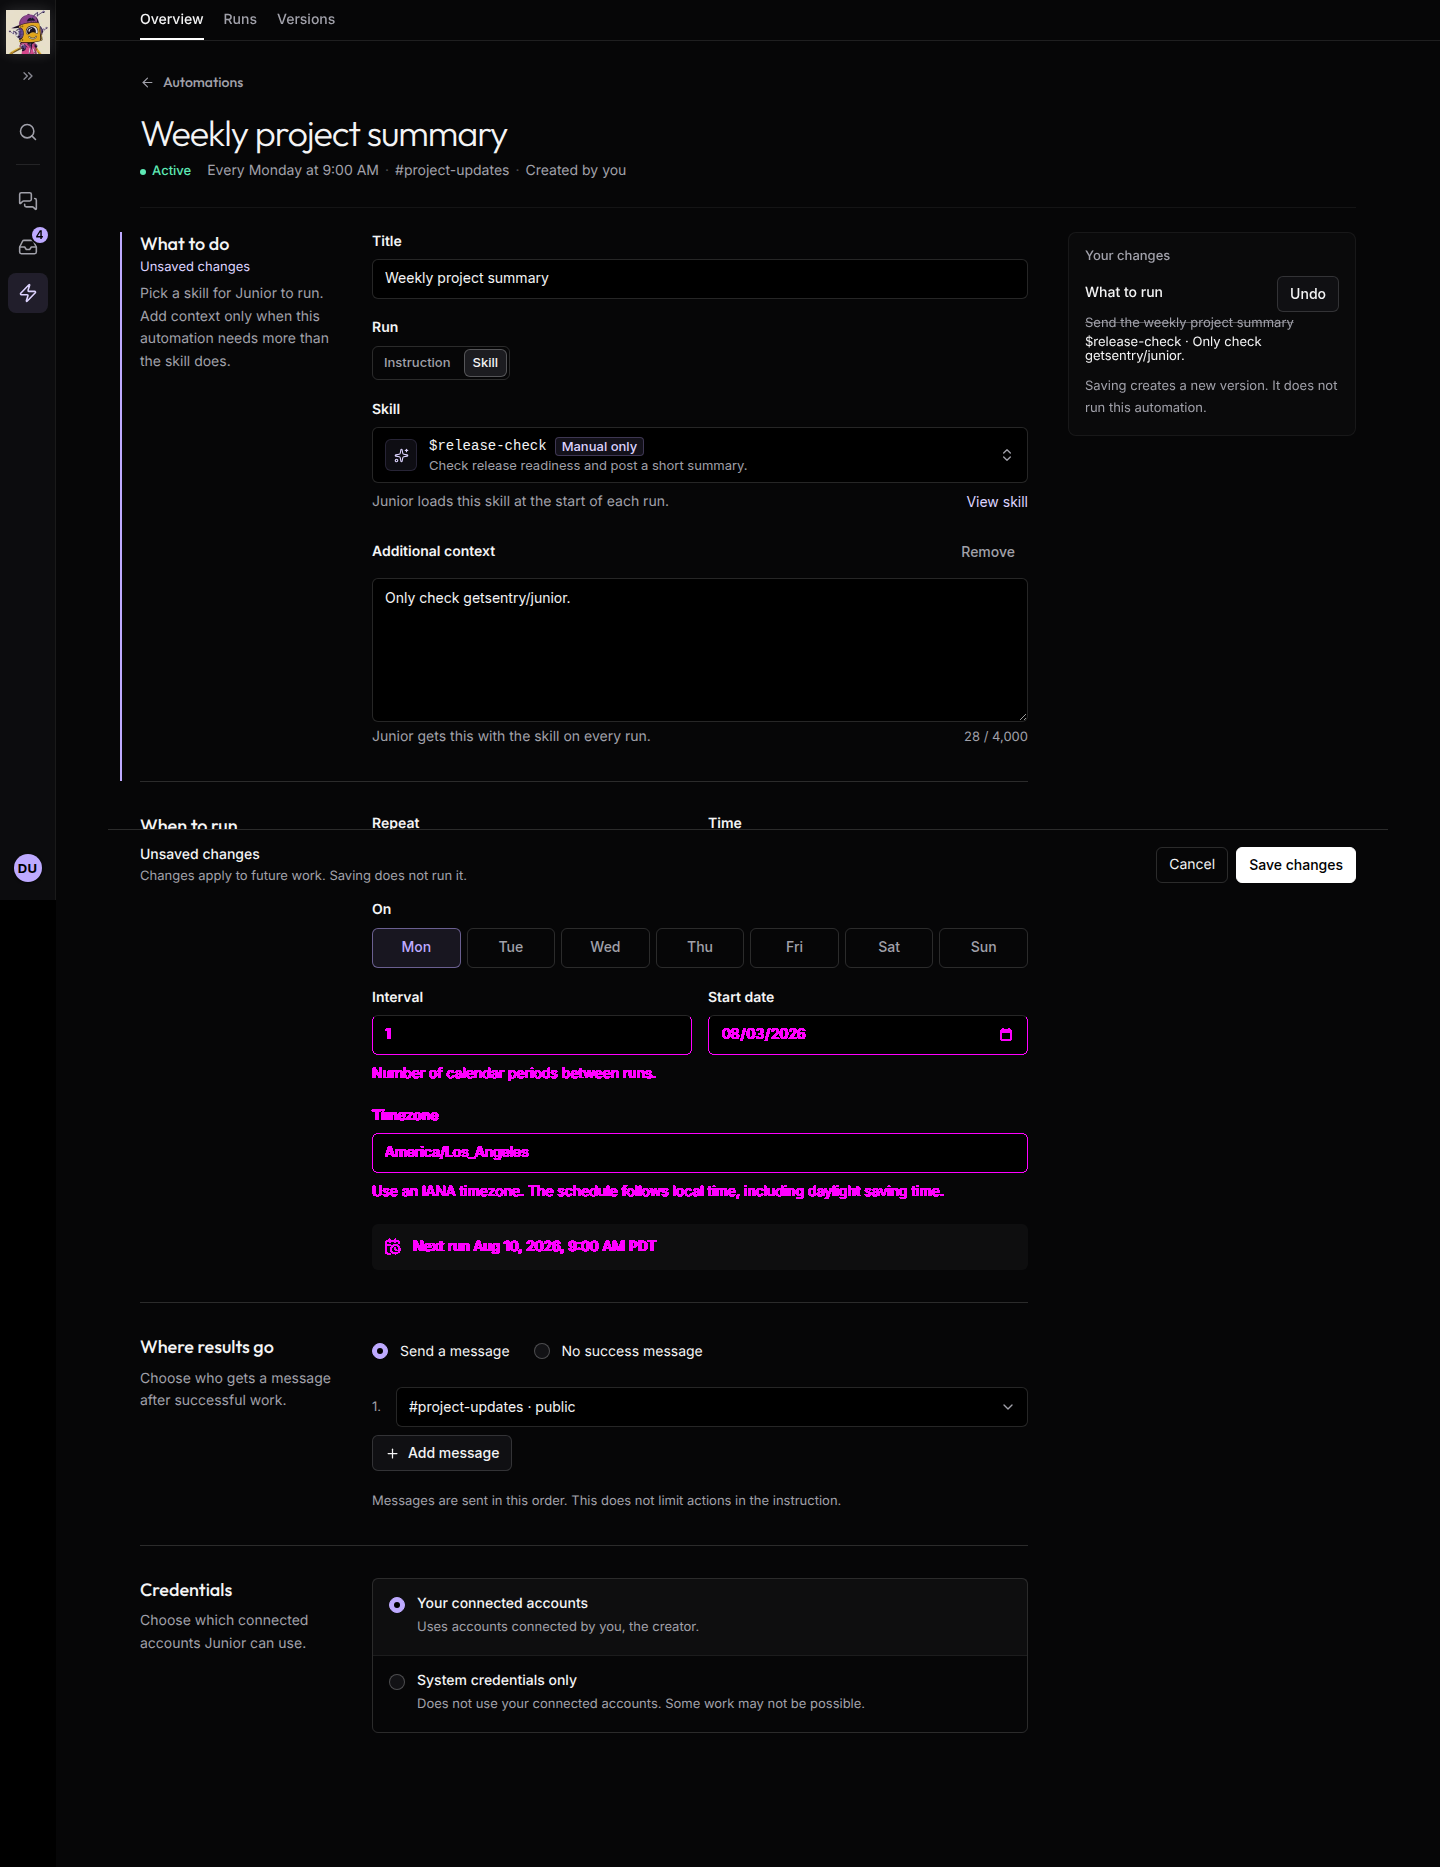 Overview Runs Versions
Automations
Weekly project summary
Active Every Monday at 9:00 AM · #project-updates · Created by you
4
What to do
Unsaved changes
Pick a skill for Junior to run.
Add context only when this
automation needs more than
the skill does.
Title
Weekly project summary
Run
Instruction Skill
Skill
$release-check Manual only
Check release readiness and post a short summary.
Junior loads this skill at the start of each run. View skill
Additional context Remove
Only check getsentry/junior.
Junior gets this with the skill on every run. 28 / 4,000
Your changes
What to run Undo
Send the weekly project summary
$release-check · Only check
getsentry/junior.
Saving creates a new version. It does not
run this automation.
When to run Repeat Time
DU
Unsaved changes
Changes apply to future work. Saving does not run it.
Cancel Save changes
On
Mon Tue Wed Thu Fri Sat Sun
Interval Start date
1 08/03/2026
Number of calendar periods between runs.
Timezone
America/Los_Angeles
Use an IANA timezone. The schedule follows local time, including daylight saving time.
Next run Aug 10, 2026, 9:00 AM PDT
Where results go
Choose who gets a message
after successful work.
Send a message No success message
1. #project-updates · public
Add message
Messages are sent in this order. This does not limit actions in the instruction.
Credentials
Choose which connected
accounts Junior can use.
Your connected accounts
Uses accounts connected by you, the creator.
System credentials only
Does not use your connected accounts. Some work may not be possible.